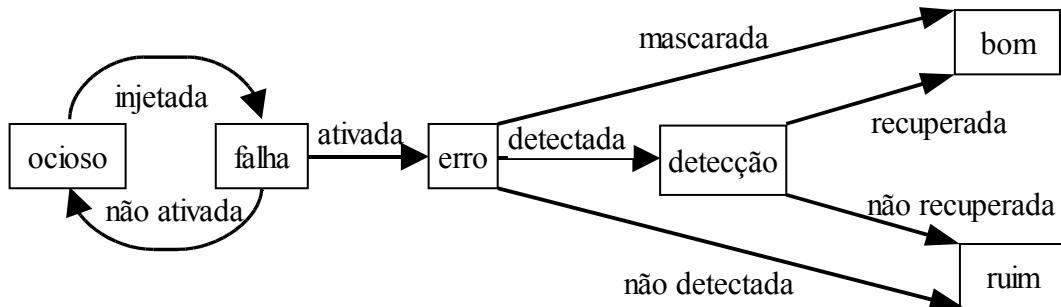 mascarada
bom
injetada
ativada
detectada
recuperada
ocioso
falha
erro
detecção
não ativada
não recuperada
não detectada
ruim